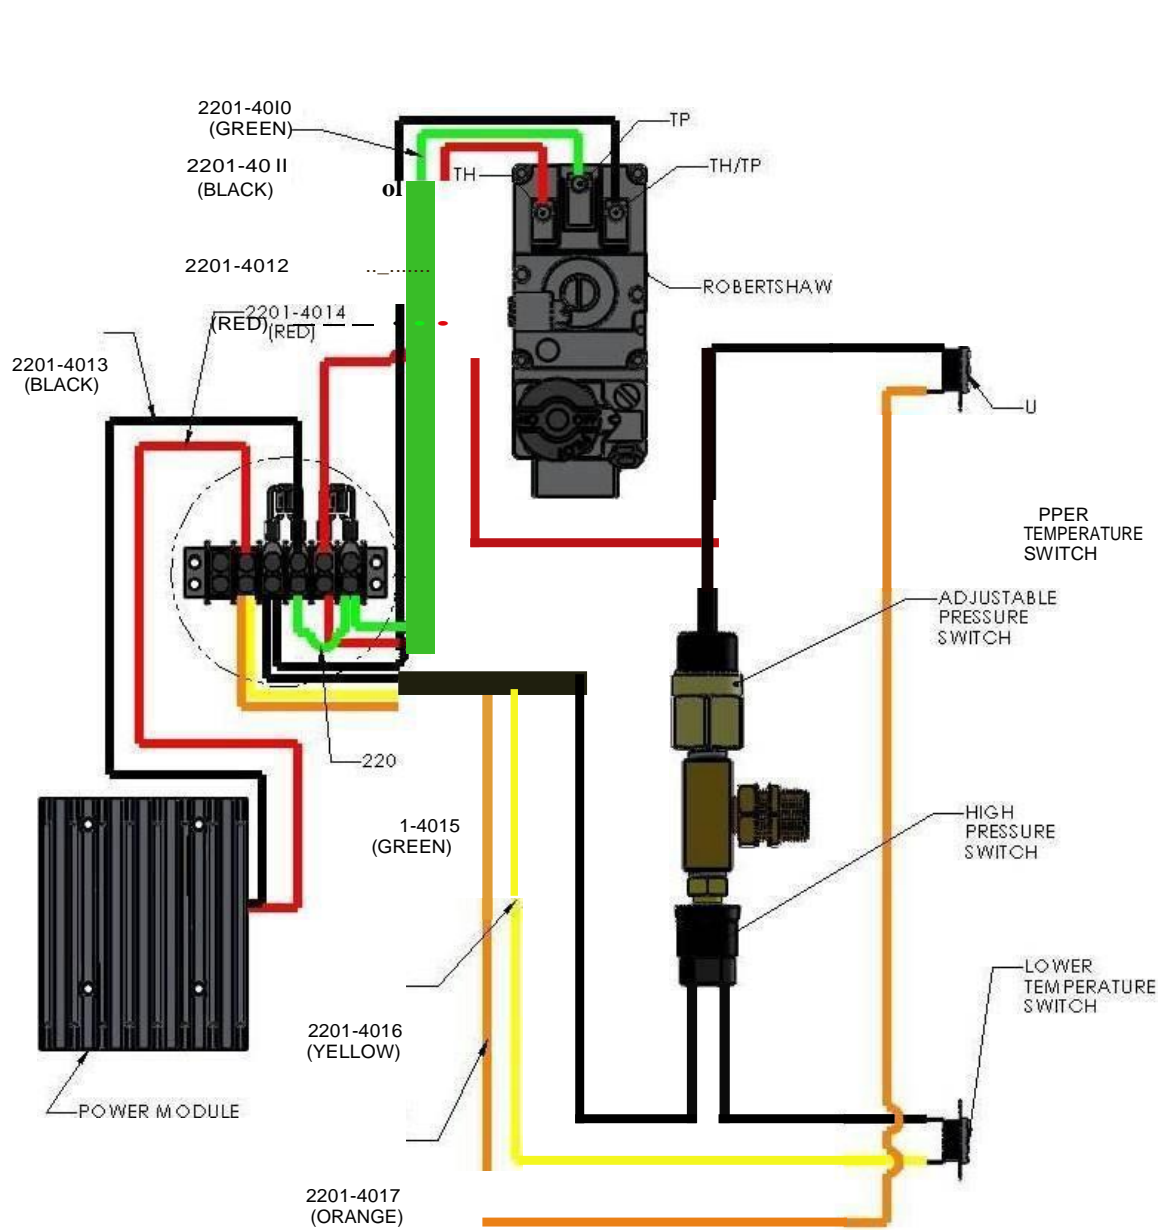 2201-40I0
(GREEN)
TP
2201-40 II
(BLACK)
TH
TH/TP
ol
2201-4012
ROBERTSHAW
2201-4014
(RED)
(RED)
2201-4013
(BLACK)
U
PPER
TEMPERATURE
SWITCH
ADJUSTABLE
PRESSURE
SWITCH
220
1-4015
(GREEN)
HIGH
PRESSURE
SWITCH
LOWER
TEMPERATURE
SWITCH
2201-4016
(YELLOW)
POWER MODULE
2201-4017
(ORANGE)